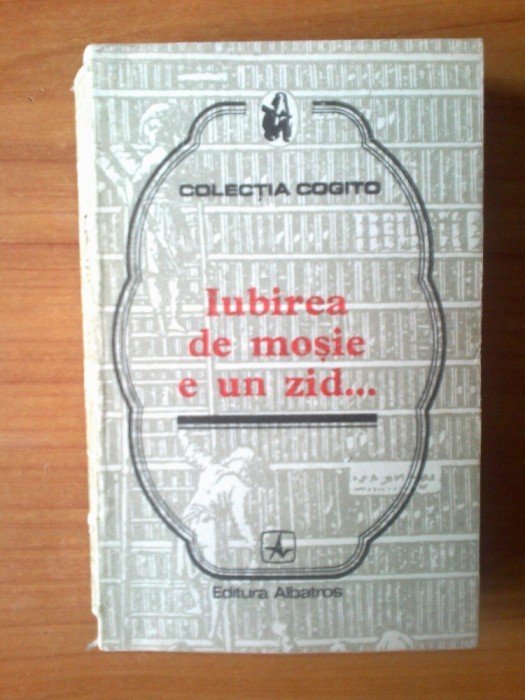 COLECȚIA COGITO
Iubirea
de moșie
e un zid...
Editura Albatros